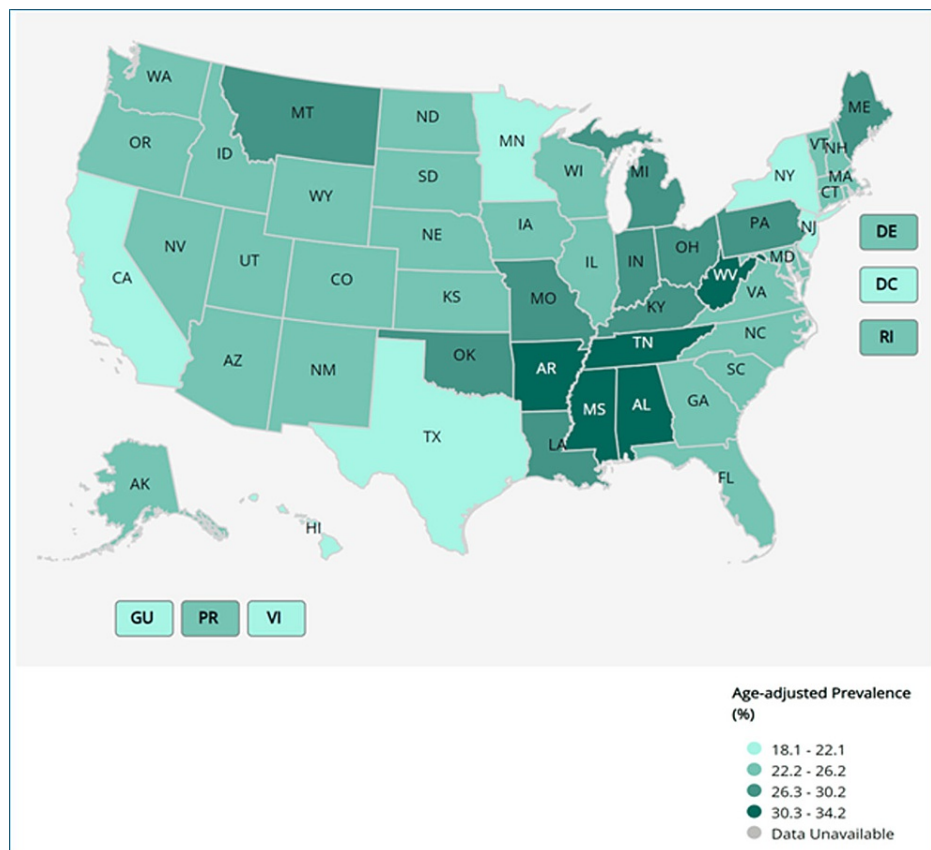 WA
MT
ND
MN
ME
OR
ID
SD
WI
MI
VT
NH
NY
MA
CT
WY
IA
PA
NJ
DE
NV
NE
OH
MD
UT
CO
IL
IN
WV
CA
KS
MO
KY
VA
DC
AZ
NM
OK
TN
NC
RI
AR
SC
TX
MS
AL
GA
LA
AK
HI
FL
GU
PR
VI
Age-adjusted Prevalence
(%)
18.1 - 22.1
22.2 - 26.2
26.3 - 30.2
30.3 - 34.2
Data Unavailable